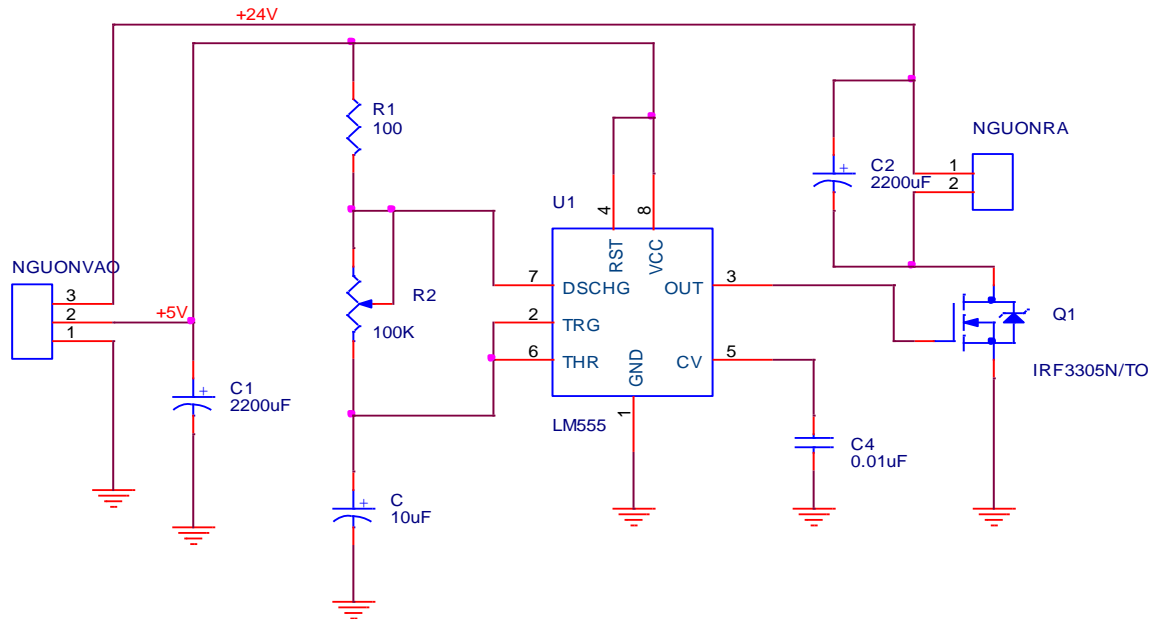 +24V
R1
100
NGUONRA
1
2
C2
2200uF
+
U1
4
8
RST
VCC
NGUONVAO
3
2
1
+5V
R2
100K
7
2
6
DSCHG
TRG
THR
OUT
CV
GND
3
5
1
LM555
Q1
IRF3305N/TO
C1
2200uF
+
C4
0.01uF
C
10uF
+